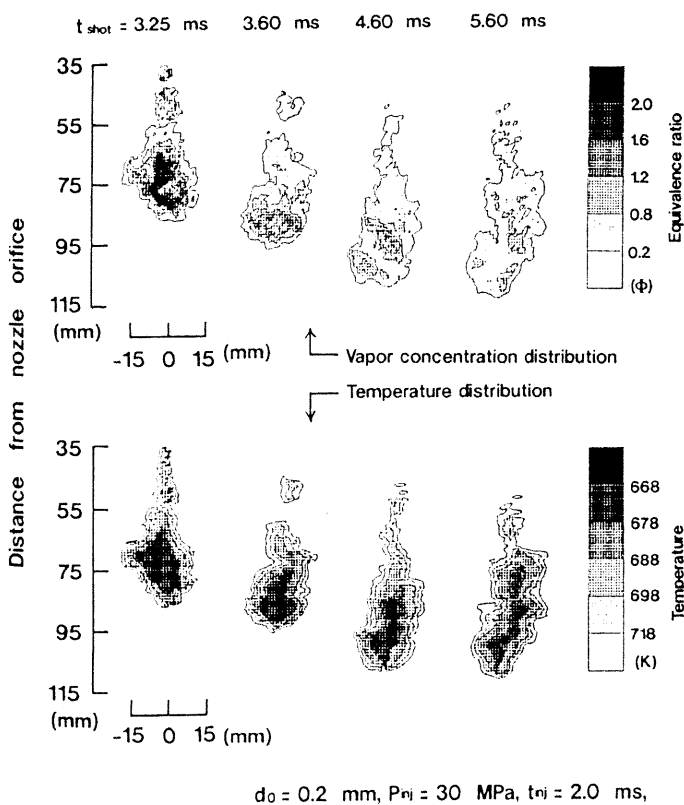 t shot = 3.25 ms 3.60 ms 4.60 ms 5.60 ms
35
55
75
95
115
(mm)
-15 0 15 (mm)
Distance from nozzle orifice
2.0
1.6
1.2
0.8
0.2
(Φ)
Equivalence ratio
Vapor concentration distribution
Temperature distribution
35
55
75
95
115
(mm)
-15 0 15 (mm)
668
678
688
698
718
(K)
Temperature
d0 = 0.2 mm, Pinj = 30 MPa, tinj = 2.0 ms,